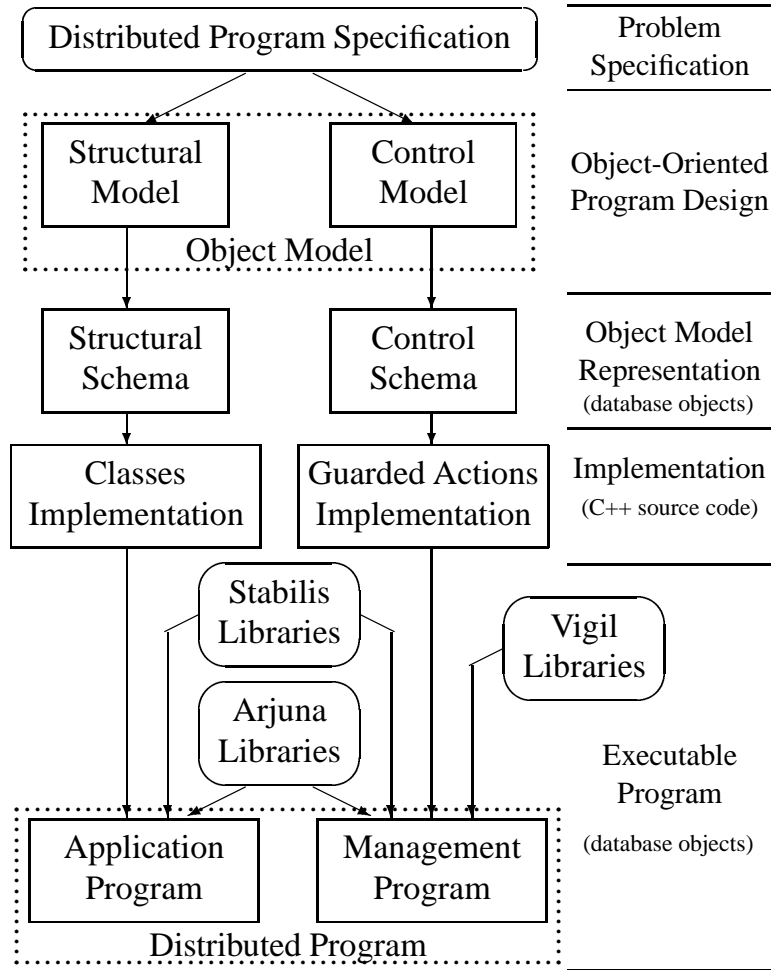 Distributed Program Specification
Problem
Specification
Structural
Model
Control
Model
Object Model
Object-Oriented
Program Design
Structural
Schema
Control
Schema
Object Model
Representation
(database objects)
Classes
Implementation
Guarded Actions
Implementation
Implementation
(C++ source code)
Stabilis
Libraries
Vigil
Libraries
Arjuna
Libraries
Executable
Program
(database objects)
Application
Program
Management
Program
Distributed Program